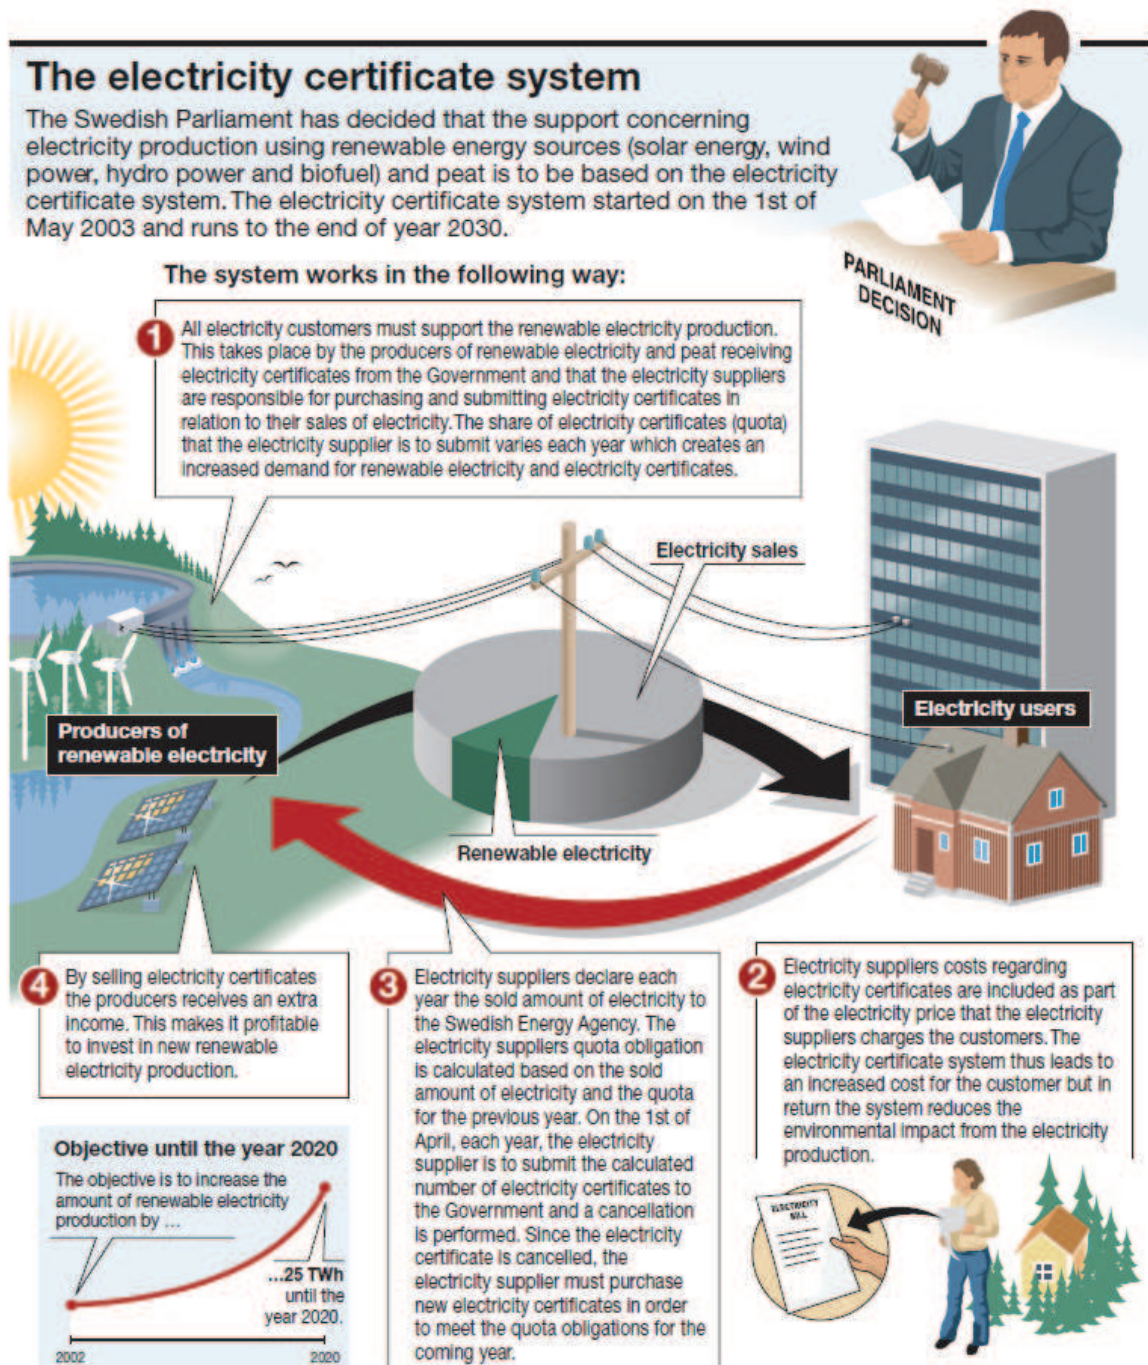 The electricity certificate system
The Swedish Parliament has decided that the support concerning
electricity production using renewable energy sources (solar energy, wind
power, hydro power and biofuel) and peat is to be based on the electricity
certificate system. The electricity certificate system started on the 1st of
May 2003 and runs to the end of year 2030.
PARLIAMENT
DECISION
The system works in the following way:
1
All electricity customers must support the renewable electricity production.
This takes place by the producers of renewable electricity and peat receiving
electricity certificates from the Government and that the electricity suppliers
are responsible for purchasing and submitting electricity certificates in
relation to their sales of electricity. The share of electricity certificates (quota)
that the electricity supplier is to submit varies each year which creates an
increased demand for renewable electricity and electricity certificates.
Electricity sales
Producers of
renewable electricity
Electricity users
Renewable electricity
4
By selling electricity certificates
the producers receives an extra
income. This makes it profitable
to invest in new renewable
electricity production.
3
Electricity suppliers declare each
year the sold amount of electricity to
the Swedish Energy Agency. The
electricity suppliers quota obligation
is calculated based on the sold
amount of electricity and the quota
for the previous year. On the 1st of
April, each year, the electricity
supplier is to submit the calculated
number of electricity certificates to
the Government and a cancellation
is performed. Since the electricity
certificate is cancelled, the
electricity supplier must purchase
new electricity certificates in order
to meet the quota obligations for the
coming year.
2
Electricity suppliers costs regarding
electricity certificates are included as part
of the electricity price that the electricity
suppliers charges the customers. The
electricity certificate system thus leads to
an increased cost for the customer but in
return the system reduces the
environmental impact from the electricity
production.
ELECTRICITY
BILL
Objective until the year 2020
The objective is to increase the
amount of renewable electricity
production by ...
...25 TWh
until the
year 2020.
2002
2020